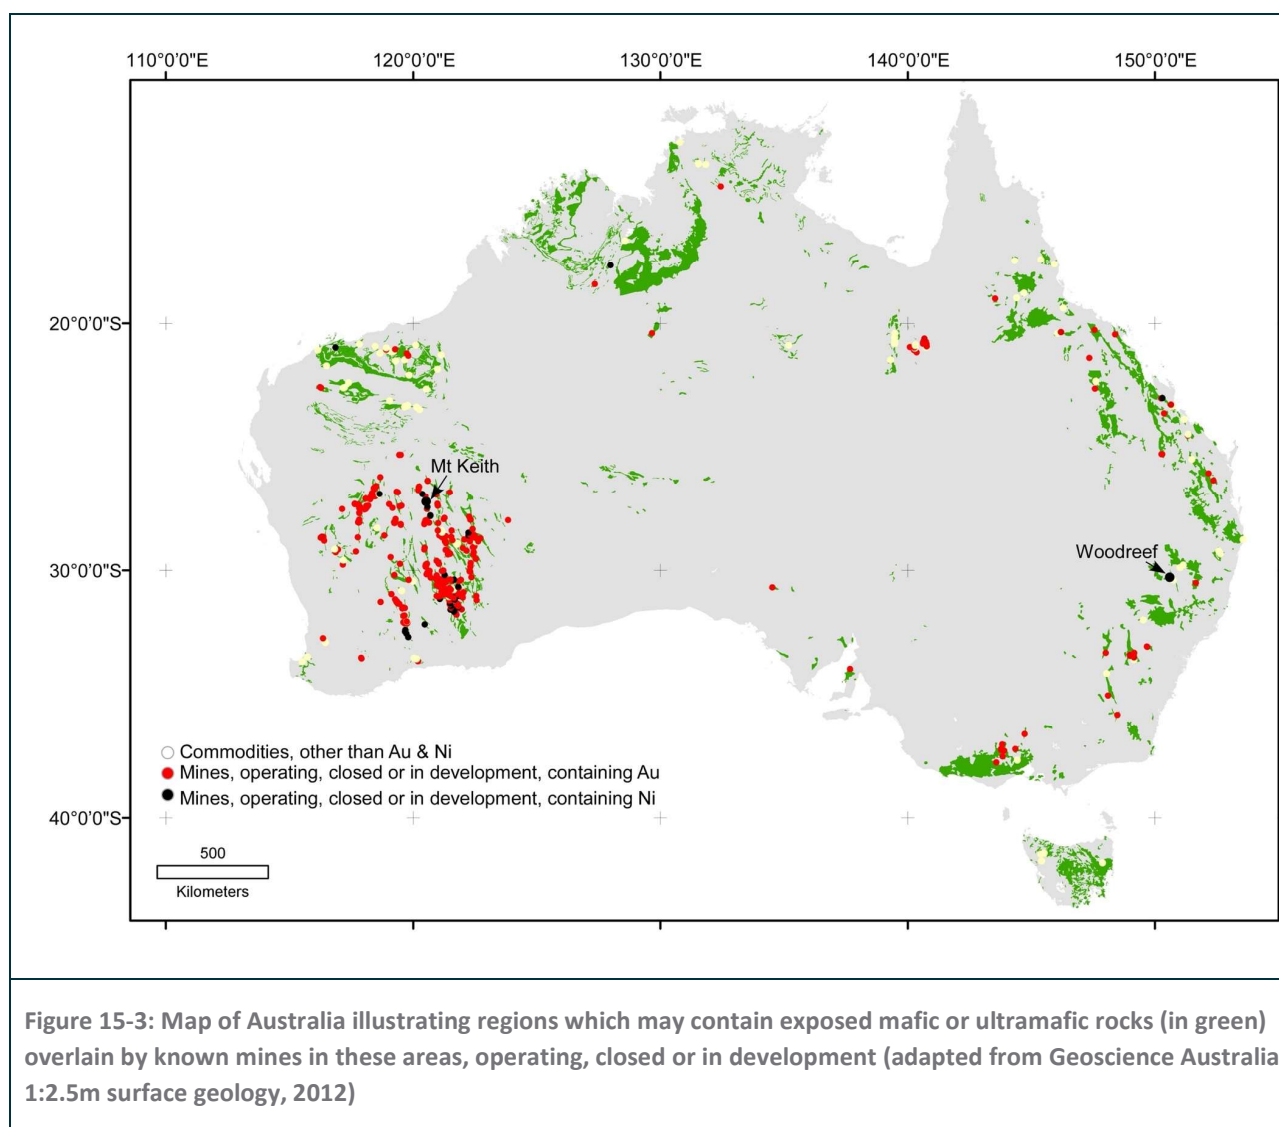 110°0'0"E 120°0'0"E 130°0'0"E 140°0'0"E 150°0'0"E
20°0'0"S
Mt Keith
Woodreef
30°0'0"S
Commodities, other than Au & Ni
Mines, operating, closed or in development, containing Au
Mines, operating, closed or in development, containing Ni
40°0'0"S
500
Kilometers
Figure 15-3: Map of Australia illustrating regions which may contain exposed mafic or ultramafic rocks (in green)
overlain by known mines in these areas, operating, closed or in development (adapted from Geoscience Australia
1:2.5m surface geology, 2012)